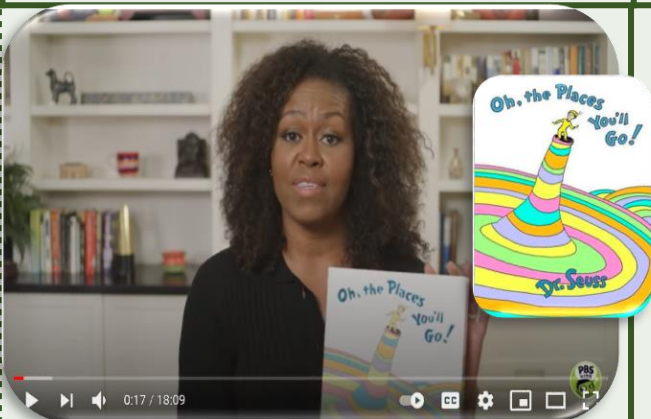 Oh, the Places
You'll
Go!
Dr. Seuss
Oh, the Places
You'll
Go!
PBS
0:17 / 18:09
CC